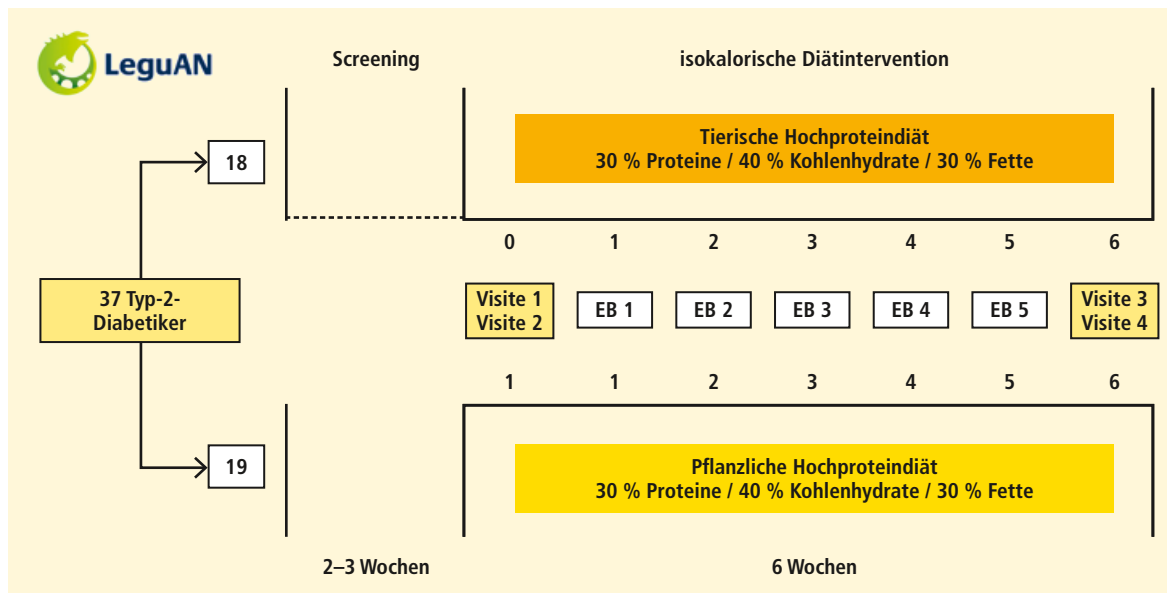 LeguAN
Screening
isokalorische Diätintervention
Tierische Hochproteindiät
30 % Proteine / 40 % Kohlenhydrate / 30 % Fette
18
0 1 2 3 4 5 6
37 Typ-2-
Diabetiker
Visite 1
Visite 2
EB 1
EB 2
EB 3
EB 4
EB 5
Visite 3
Visite 4
1 1 2 3 4 5 6
19
Pflanzliche Hochproteindiät
30 % Proteine / 40 % Kohlenhydrate / 30 % Fette
2–3 Wochen
6 Wochen